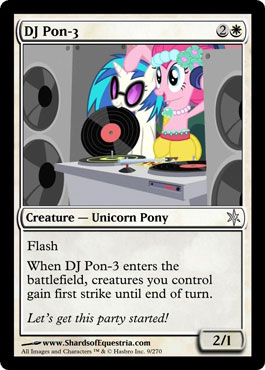 DJ Pon-3 2
Creature — Unicorn Pony
Flash
When DJ Pon-3 enters the
battlefield, creatures you control
gain first strike until end of turn.
Let's get this party started!
www.ShardsofEquestria.com
All Images and Characters ™ & © Hasbro Inc. 9/270
2/1